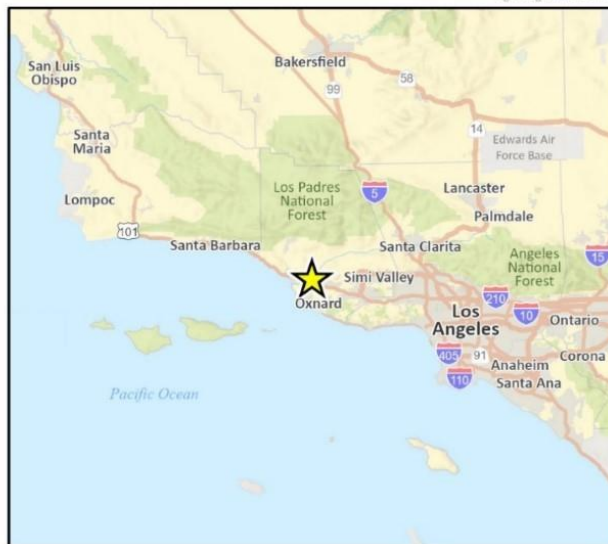 San Luis
Obispo
Bakersfield
99
58
14
Edwards Air
Force Base
Santa
Maria
Lompoc
Los Padres
National
Forest
5
Lancaster
Palmdale
101
Santa Barbara
Santa Clarita
Angeles
National
Forest
15
Simi Valley
Oxnard
210
Los
Angeles
10
Ontario
405
91
Corona
Anaheim
110
Santa Ana
Pacific Ocean